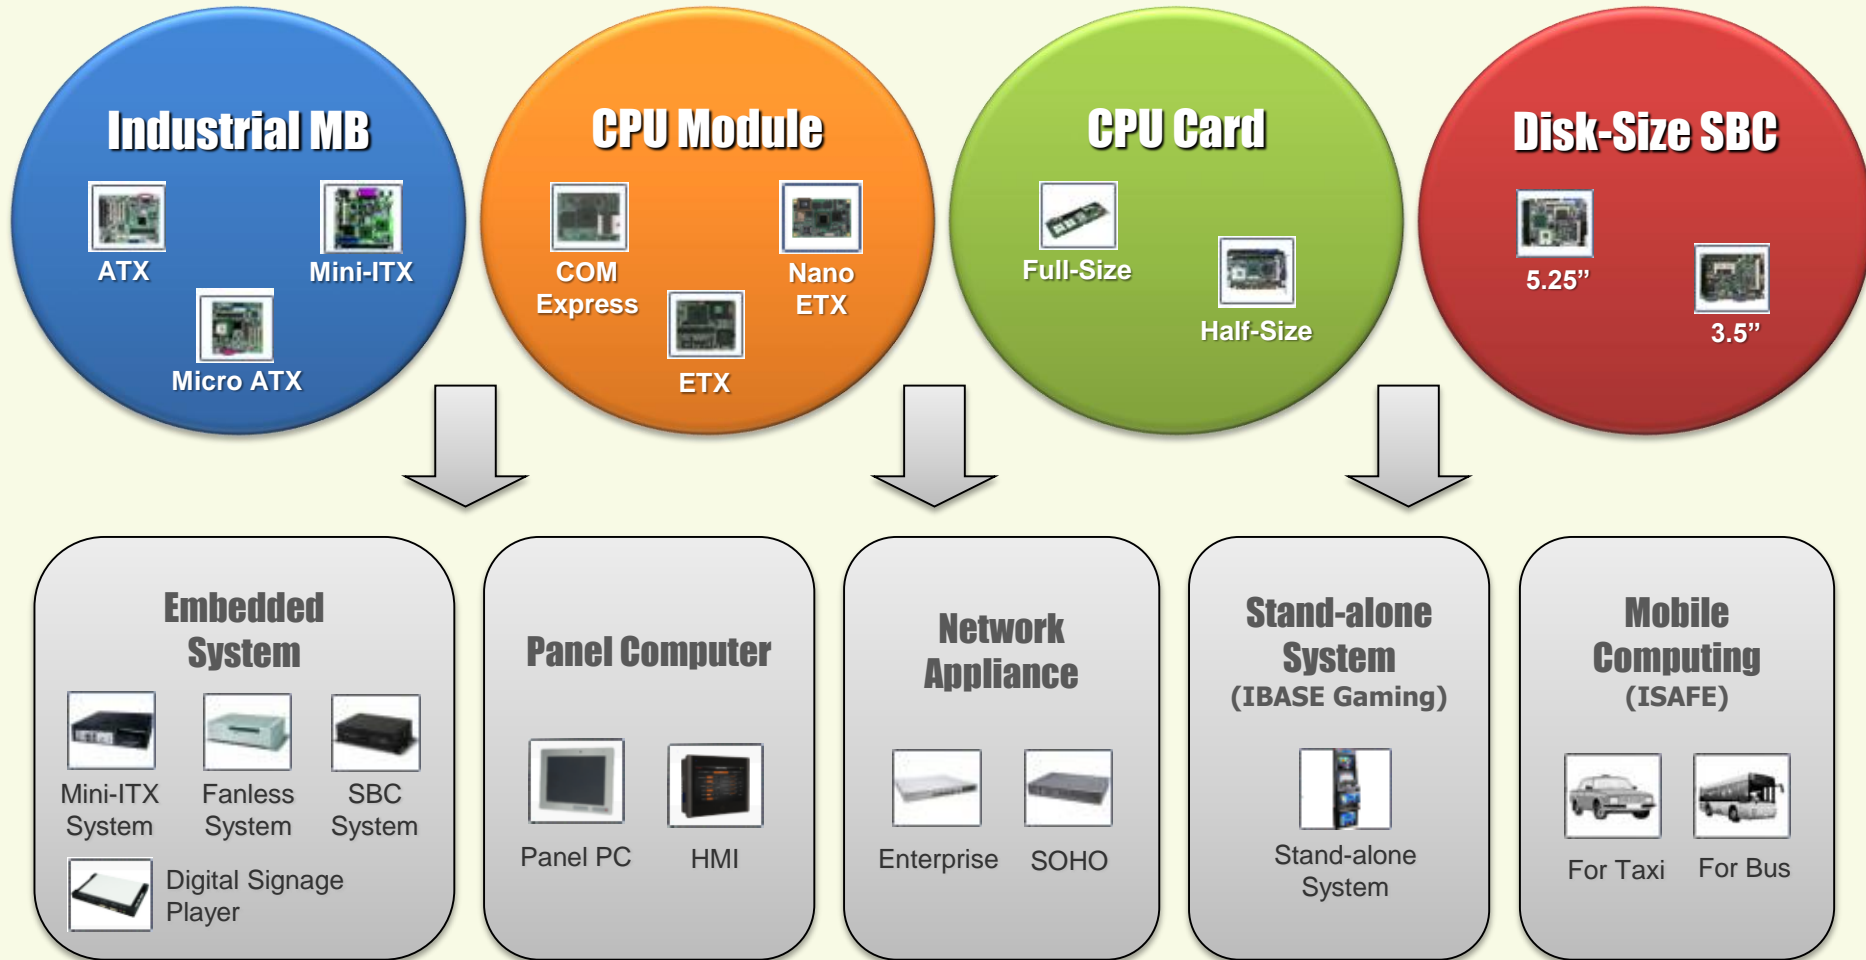 Industrial MB
ATX
Mini-ITX
Micro ATX
CPU Module
COM
Express
Nano
ETX
ETX
CPU Card
Full-Size
Half-Size
Disk-Size SBC
5.25”
3.5”
Embedded
System
Mini-ITX
System
Fanless
System
SBC
System
Digital Signage
Player
Panel Computer
Panel PC
HMI
Network
Appliance
Enterprise
SOHO
Stand-alone
System
(IBASE Gaming)
Stand-alone
System
Mobile
Computing
(ISAFE)
For Taxi
For Bus